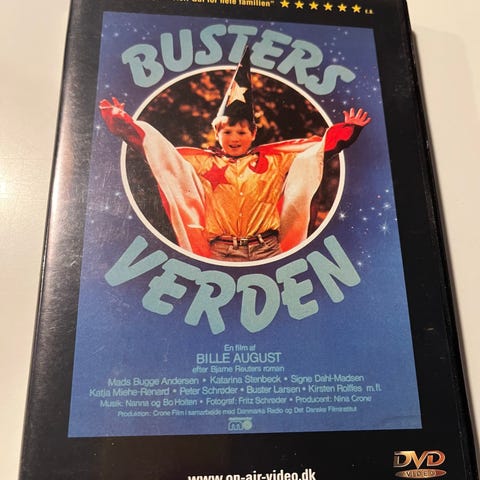 for hele familien"
E.B.
BUSTERS
VERDEN
En film af
BILLE AUGUST
efter Bjarne Reuters roman
Mads Bugge Andersen • Katarina Stenbeck • Signe Dahl-Madsen
Katja Miehe-Renard • Peter Schrøder • Buster Larsen • Kirsten Rolffes m.fl.
Musik: Nanna og Bo Holten • Fotograf: Fritz Schrøder • Producent: Nina Crone
Produktion: Crone Film i samarbejde med Danmarks Radio og Det Danske Filminstitut
DVD
VIDEO
www.on-air-video.dk